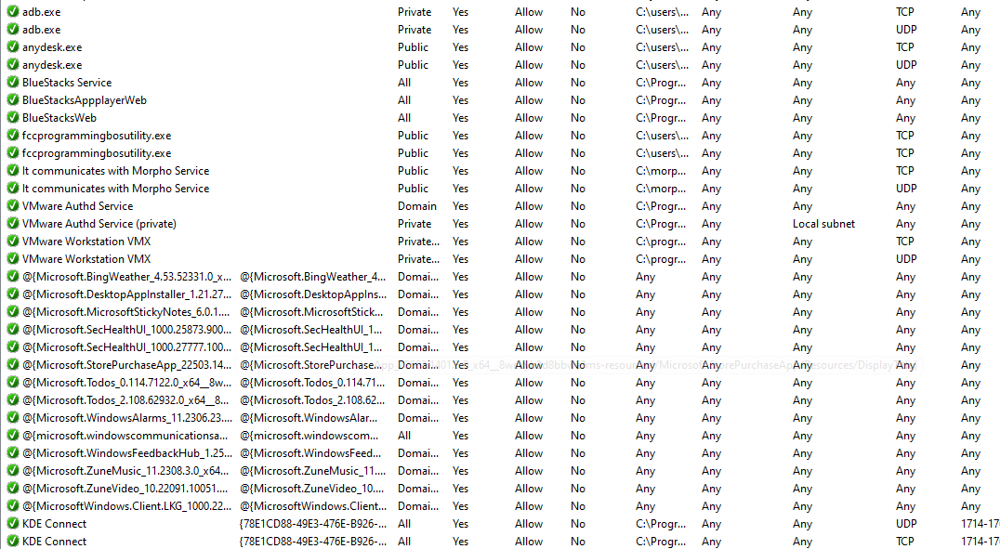 adb.exe Private Yes Allow No C:\users\... Any Any TCP Any
adb.exe Private Yes Allow No C:\users\... Any Any UDP Any
anydesk.exe Public Yes Allow No C:\users\... Any Any TCP Any
anydesk.exe Public Yes Allow No C:\users\... Any Any UDP Any
BlueStacks Service All Yes Allow No C:\Progr... Any Any Any Any
BlueStacksAppplayerWeb All Yes Allow No C:\Progr... Any Any Any Any
BlueStacksWeb All Yes Allow No C:\Progr... Any Any Any Any
fccprogrammingbosutility.exe Public Yes Allow No C:\users\... Any Any TCP Any
fccprogrammingbosutility.exe Public Yes Allow No C:\users\... Any Any TCP Any
It communicates with Morpho Service Public Yes Allow No C:\morp... Any Any TCP Any
It communicates with Morpho Service Public Yes Allow No C:\morp... Any Any UDP Any
VMware Authd Service Domain Yes Allow No C:\Progr... Any Any Any Any
VMware Authd Service (private) Private Yes Allow No C:\Progr... Any Local subnet Any Any
VMware Workstation VMX Private... Yes Allow No C:\progr... Any Any TCP Any
VMware Workstation VMX Private... Yes Allow No C:\progr... Any Any UDP Any
@{Microsoft.BingWeather_4.53.52331.0_x... @{Microsoft.BingWeather_4... Domai... Yes Allow No Any Any Any Any Any
@{Microsoft.DesktopAppInstaller_1.21.27... @{Microsoft.DesktopAppIns... Domai... Yes Allow No Any Any Any Any Any
@{Microsoft.MicrosoftStickyNotes_6.0.1.... @{Microsoft.MicrosoftStick... Domai... Yes Allow No Any Any Any Any Any
@{Microsoft.SecHealthUI_1000.25873.900... @{Microsoft.SecHealthUI_1... Domai... Yes Allow No Any Any Any Any Any
@{Microsoft.SecHealthUI_1000.27777.100... @{Microsoft.SecHealthUI_1... Domai... Yes Allow No Any Any Any Any Any
@{Microsoft.StorePurchaseApp_22503.14... @{Microsoft.StorePurchase... Domai... Yes Allow No Any Any Any Any Any
@{Microsoft.Todos_0.114.7122.0_x64__8w... @{Microsoft.Todos_0.114.71... Domai... Yes Allow No Any Any Any Any Any
@{Microsoft.Todos_2.108.62932.0_x64__8... @{Microsoft.Todos_2.108.62... Domai... Yes Allow No Any Any Any Any Any
@{Microsoft.WindowsAlarms_11.2306.23.... @{Microsoft.WindowsAlar... Domai... Yes Allow No Any Any Any Any Any
@{microsoft.windowscommunicationsa... @{microsoft.windowscom... All Yes Allow No Any Any Any Any Any
@{Microsoft.WindowsFeedbackHub_1.25... @{Microsoft.WindowsFeed... Domai... Yes Allow No Any Any Any Any Any
@{Microsoft.ZuneMusic_11.2308.3.0_x64... @{Microsoft.ZuneMusic_11.... Domai... Yes Allow No Any Any Any Any Any
@{Microsoft.ZuneVideo_10.22091.10051.... @{Microsoft.ZuneVideo_10.... Domai... Yes Allow No Any Any Any Any Any
@{MicrosoftWindows.Client.LKG_1000.22... @{MicrosoftWindows.Client... Domai... Yes Allow No Any Any Any Any Any
KDE Connect {78E1CD88-49E3-476E-B926-... All Yes Allow No C:\Progr... Any Any UDP 1714-17
KDE Connect {78E1CD88-49E3-476E-B926-... All Yes Allow No C:\Progr... Any Any TCP 1714-17